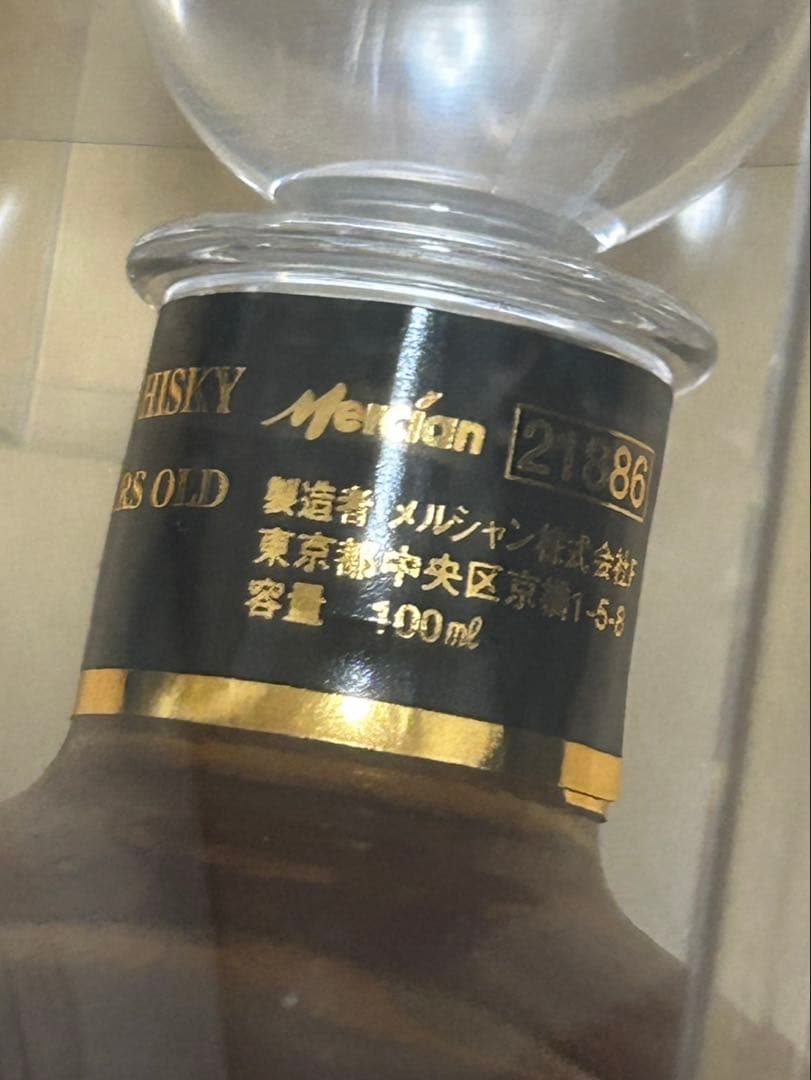 HISKY
RS OLD
Mercian
21886
製造者 メルシャン株式会社F
東京都中央区京橋1-5-8
容量 100ml